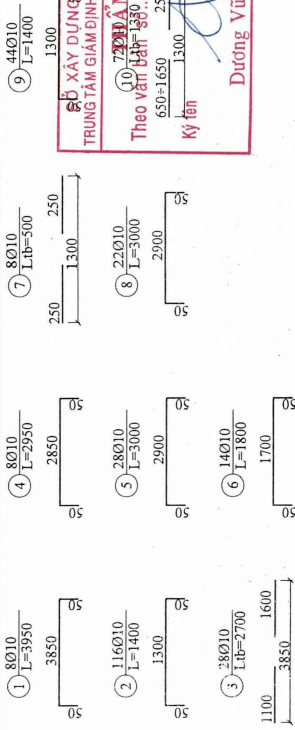 1 8Ø10
L=3950
3850
50 50
2 116Ø10
L=1400
1300
50 50
3 28Ø10
Ltb=2700
1100 1600
3850
4 8Ø10
L=2950
2850
50 50
5 28Ø10
L=3000
2900
50 50
6 14Ø10
L=1800
1700
50 50
7 8Ø10
Ltb=500
250 250
1300
8 22Ø10
L=3000
2900
50 50
9 44Ø10
L=1400
1300
SỞ XÂY DỰNG
TRUNG TÂM GIÁM ĐỊNH
10 72Ø10
Ltb=1330
Theo văn bản số...
650÷1650 25
1300
Ký tên
Dương Vũ